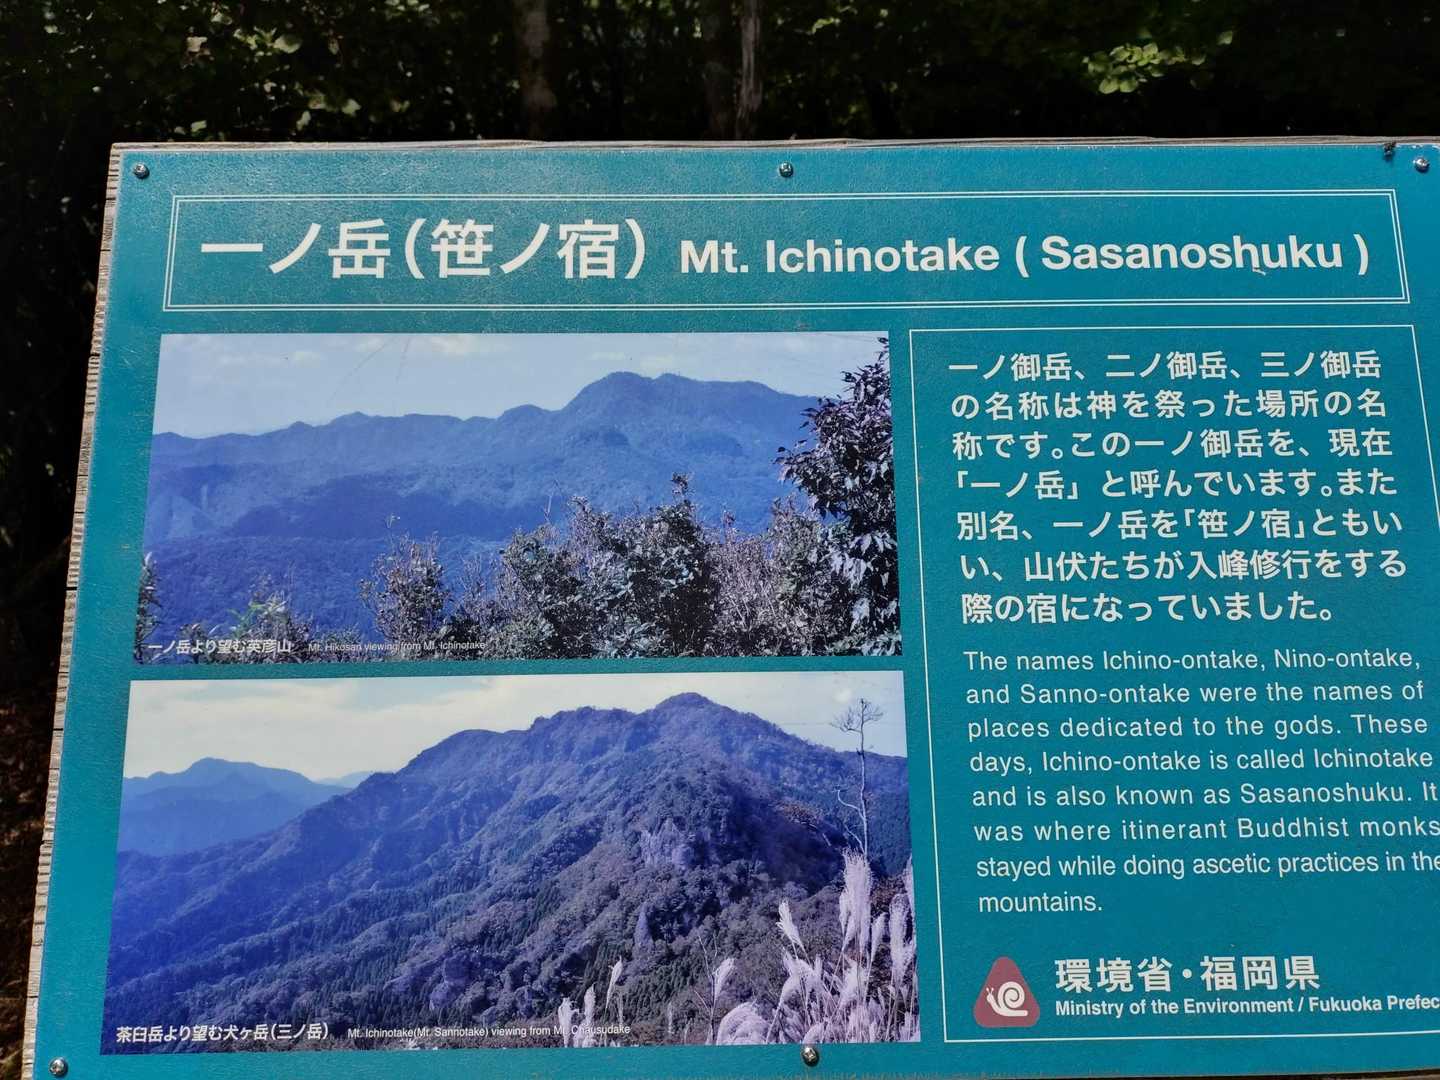 一ノ岳（笹ノ宿） Mt. Ichinotake ( Sasanoshuku )
一ノ岳より望む英彦山 Mt. Hikosan viewing from Mt. Ichinotake
茶臼岳より望む犬ヶ岳（三ノ岳） Mt. Ichinotake(Mt. Sannotake) viewing from Mt. Chausudake
一ノ御岳、二ノ御岳、三ノ御岳
の名称は神を祭った場所の名
称です。この一ノ御岳を、現在
「一ノ岳」と呼んでいます。また
別名、一ノ岳を「笹ノ宿」ともい
い、山伏たちが入峰修行をする
際の宿になっていました。
The names Ichino-ontake, Nino-ontake,
and Sanno-ontake were the names of
places dedicated to the gods. These
days, Ichino-ontake is called Ichinotake
and is also known as Sasanoshuku. It
was where itinerant Buddhist monks
stayed while doing ascetic practices in the
mountains.
環境省・福岡県
Ministry of the Environment / Fukuoka Prefec